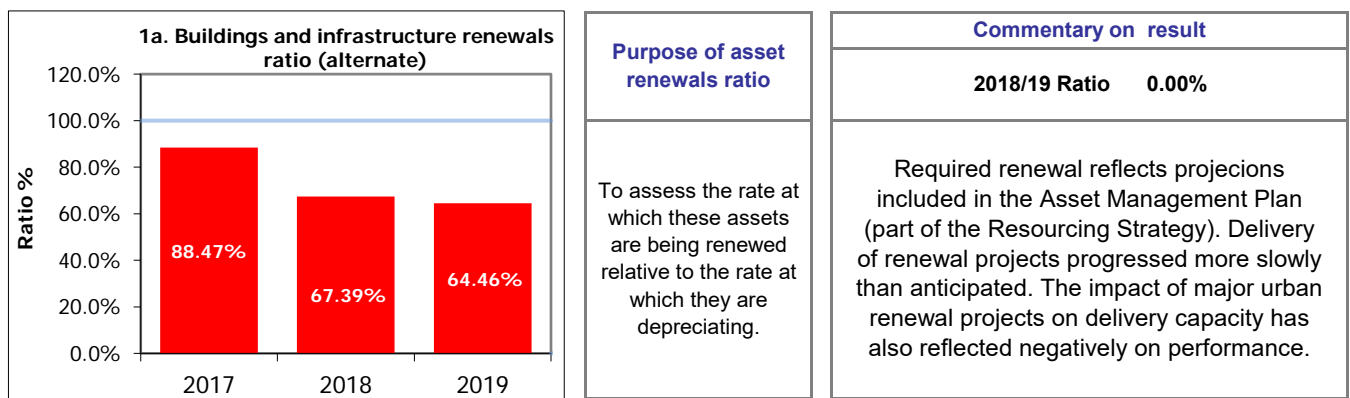 1a. Buildings and infrastructure renewals
ratio (alternate)
120.0%
100.0%
80.0%
60.0%
40.0%
20.0%
0.0%
Ratio %
88.47%
67.39%
64.46%
2017
2018
2019
Purpose of asset
renewals ratio
To assess the rate at
which these assets
are being renewed
relative to the rate at
which they are
depreciating.
Commentary on result
2018/19 Ratio 0.00%
Required renewal reflects projecions
included in the Asset Management Plan
(part of the Resourcing Strategy). Delivery
of renewal projects progressed more slowly
than anticipated. The impact of major urban
renewal projects on delivery capacity has
also reflected negatively on performance.